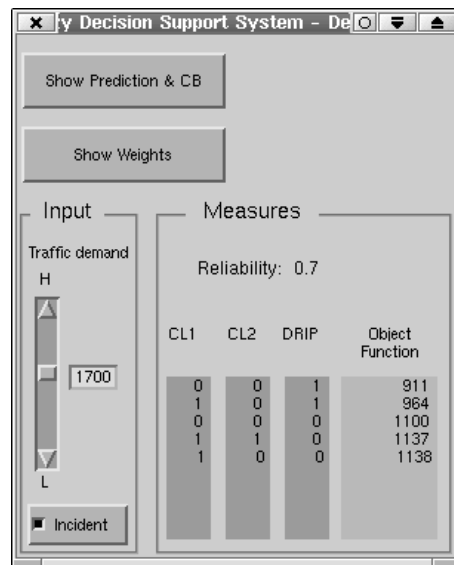 y Decision Support System - De
Show Prediction & CB
Show Weights
Input
Traffic demand
H
1700
L
Incident
Measures
Reliability: 0.7
CL1 CL2 DRIP Object Function
0 0 1 911
1 0 1 964
0 0 0 1100
1 1 0 1137
1 0 0 1138